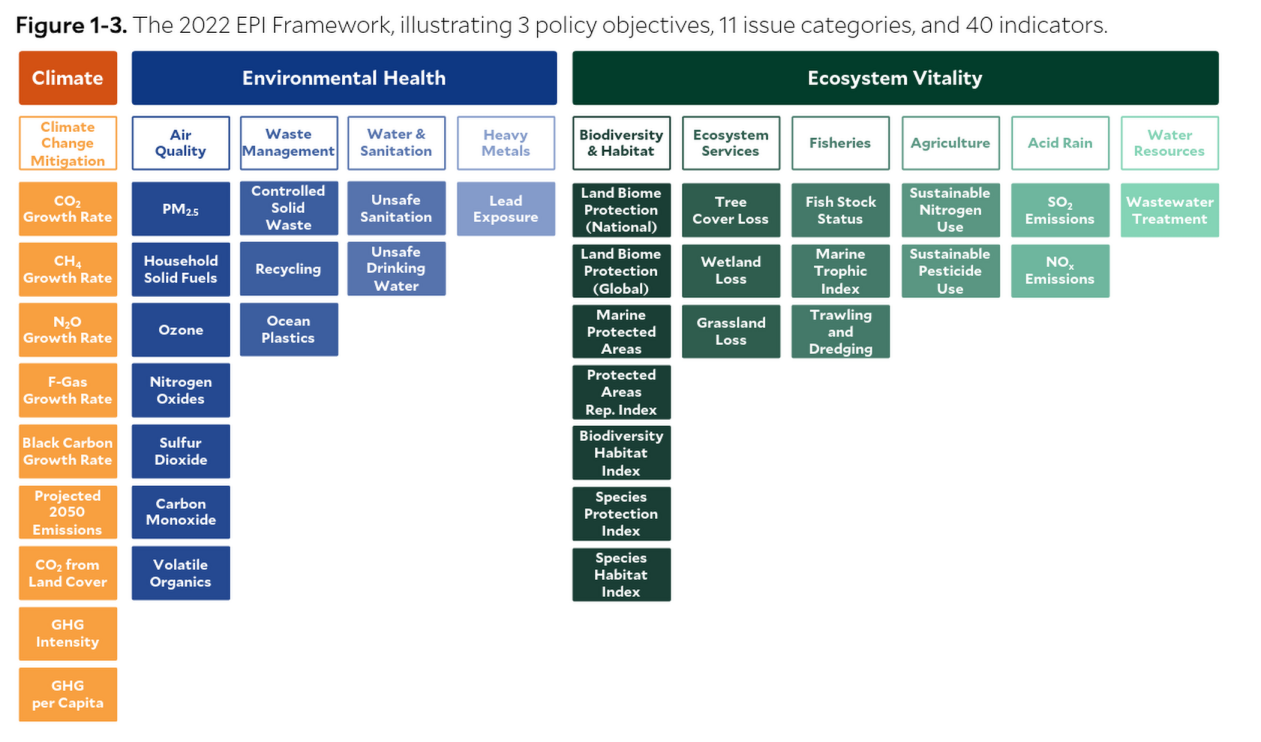 Figure 1-3. The 2022 EPI Framework, illustrating 3 policy objectives, 11 issue categories, and 40 indicators.
Climate
Environmental Health
Ecosystem Vitality
Climate
Change
Mitigation
Air
Quality
Waste
Management
Water &
Sanitation
Heavy
Metals
Biodiversity
& Habitat
Ecosystem
Services
Fisheries
Agriculture
Acid Rain
Water
Resources
CO₂
Growth Rate
PM₂.₅
Controlled
Solid
Waste
Unsafe
Sanitation
Lead
Exposure
Land Biome
Protection
(National)
Tree
Cover Loss
Fish Stock
Status
Sustainable
Nitrogen
Use
SO₂
Emissions
Wastewater
Treatment
CH₄
Growth Rate
Household
Solid Fuels
Recycling
Unsafe
Drinking
Water
Land Biome
Protection
(Global)
Wetland
Loss
Marine
Trophic
Index
Sustainable
Pesticide
Use
NOₓ
Emissions
N₂O
Growth Rate
Ozone
Ocean
Plastics
Marine
Protected
Areas
Grassland
Loss
Trawling
and
Dredging
F-Gas
Growth Rate
Nitrogen
Oxides
Protected
Areas
Rep. Index
Black Carbon
Growth Rate
Sulfur
Dioxide
Biodiversity
Habitat
Index
Projected
2050
Emissions
Carbon
Monoxide
Species
Protection
Index
CO₂ from
Land Cover
Volatile
Organics
Species
Habitat
Index
GHG
Intensity
GHG
per Capita